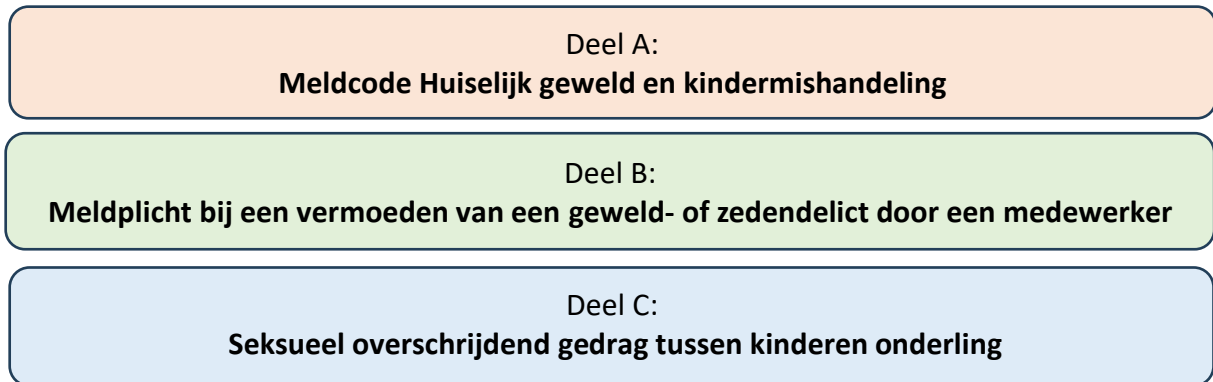 Deel A:
Meldcode Huiselijk geweld en kindermishandeling
Deel B:
Meldplicht bij een vermoeden van een geweld- of zedendelict door een medewerker
Deel C:
Seksueel overschrijdend gedrag tussen kinderen onderling